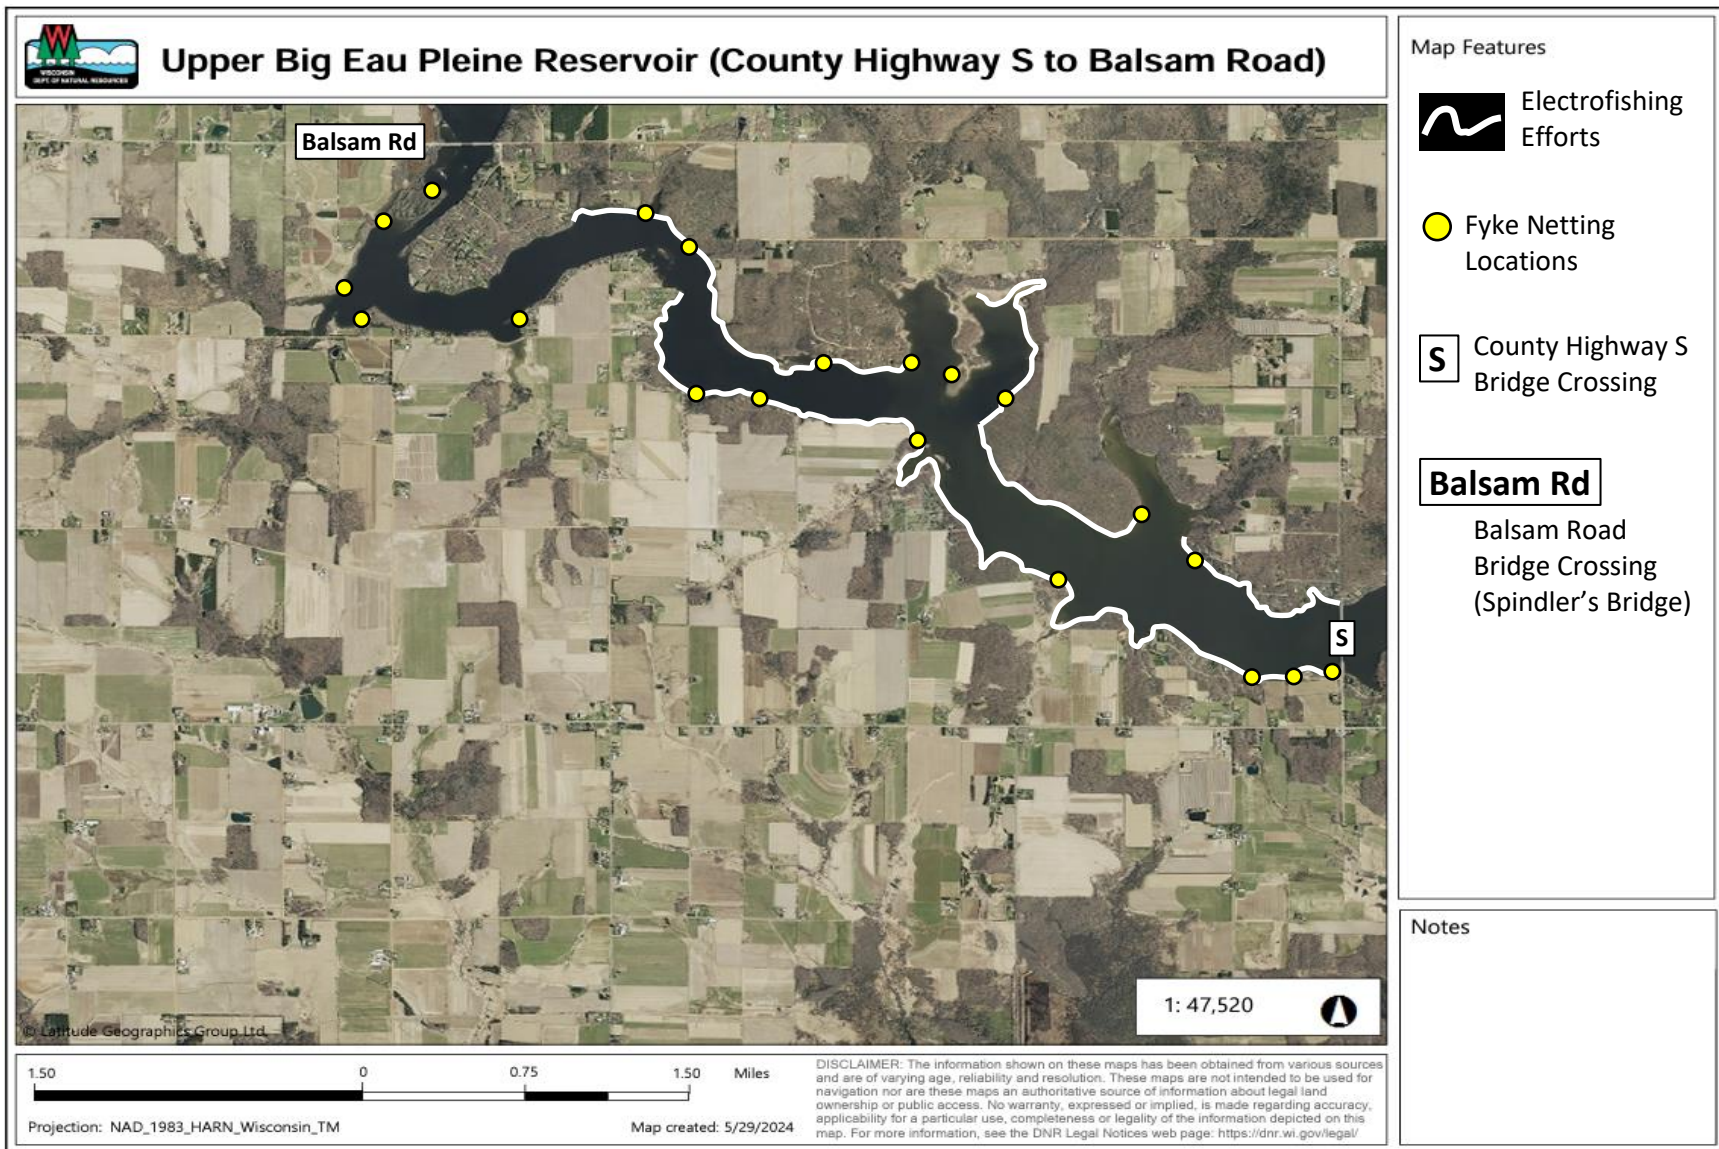 W
WISCONSIN
DEPT. OF NATURAL RESOURCES
Upper Big Eau Pleine Reservoir (County Highway S to Balsam Road)
Balsam Rd
S
1: 47,520
© Latitude Geographics Group Ltd.
1.50 0 0.75 1.50 Miles
Projection: NAD_1983_HARN_Wisconsin_TM
Map created: 5/29/2024
DISCLAIMER: The information shown on these maps has been obtained from various sources
and are of varying age, reliability and resolution. These maps are not intended to be used for
navigation nor are these maps an authoritative source of information about legal land
ownership or public access. No warranty, expressed or implied, is made regarding accuracy,
applicability for a particular use, completeness or legality of the information depicted on this
map. For more information, see the DNR Legal Notices web page: https://dnr.wi.gov/legal/
Map Features
Electrofishing
Efforts
Fyke Netting
Locations
S
County Highway S
Bridge Crossing
Balsam Rd
Balsam Road
Bridge Crossing
(Spindler’s Bridge)
Notes